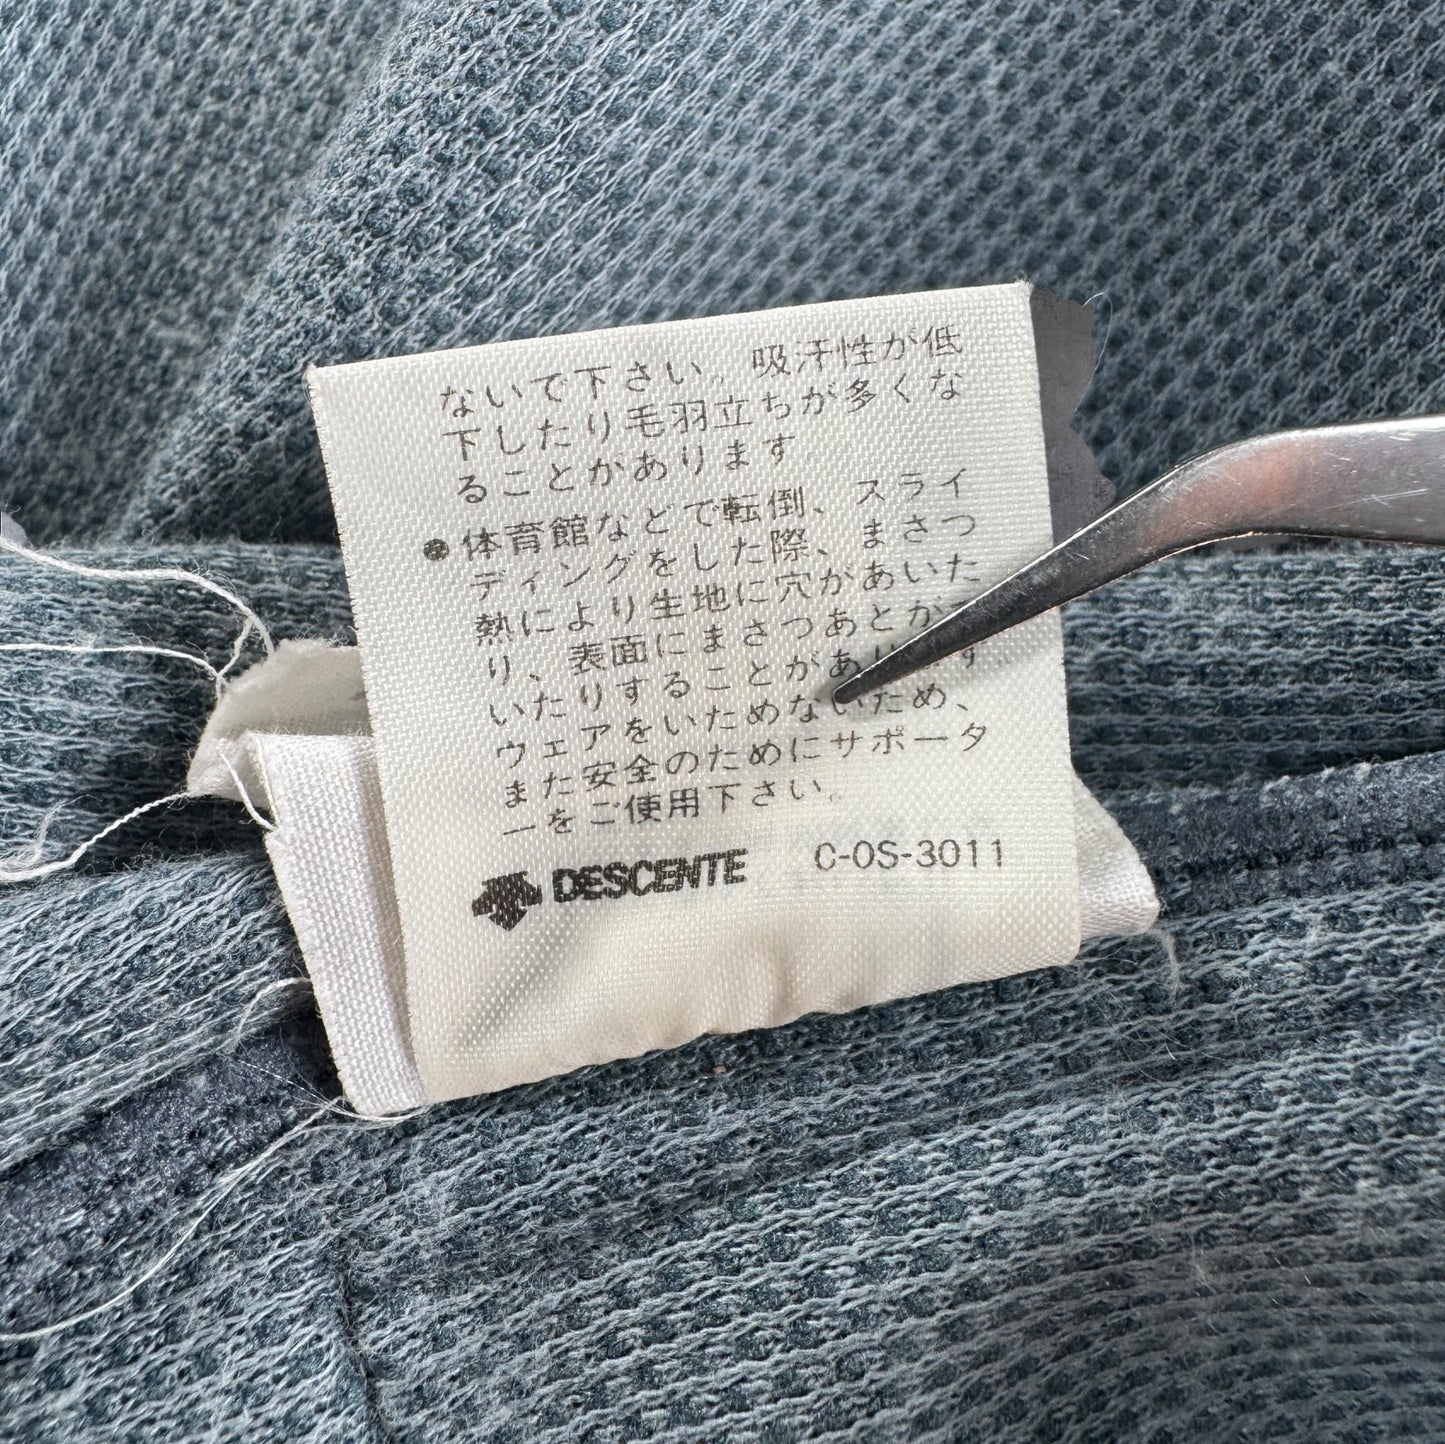 ないで下さい。吸汗性が低
下したり毛羽立ちが多くな
ることがあります
●体育館などで転倒、スライ
ディングをした際、まさつ
熱により生地に穴があいた
り、表面にまさつあとが
いたりすることがあります
ウェアをいためないため、
また安全のためにサポータ
ーをご使用下さい。
DESCENTE C-OS-3011